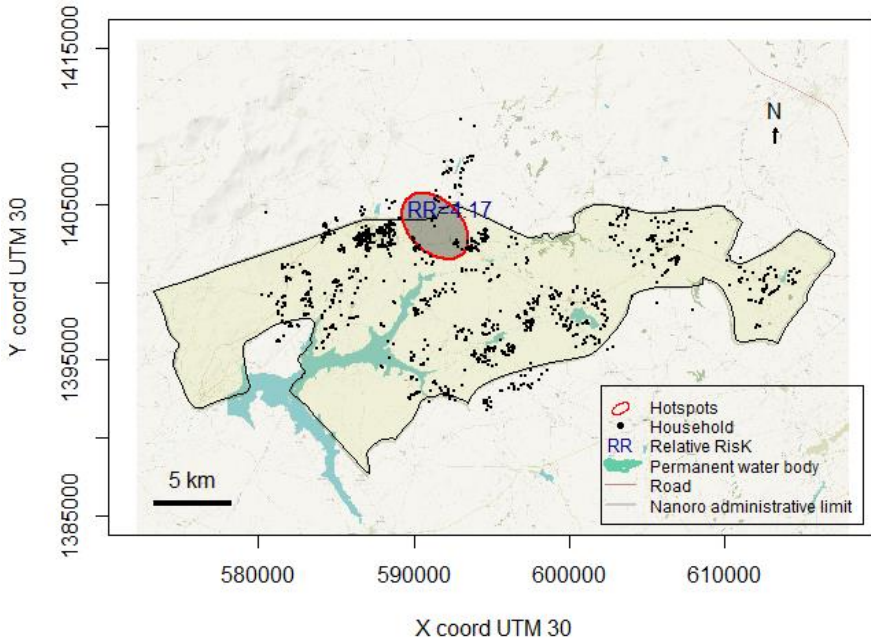 1415000
1405000
1395000
1385000
Y coord UTM 30
N
RR=4.17
5 km
Hotspots
Household
RR Relative RisK
Permanent water body
Road
Nanoro administrative limit
580000 590000 600000 610000
X coord UTM 30